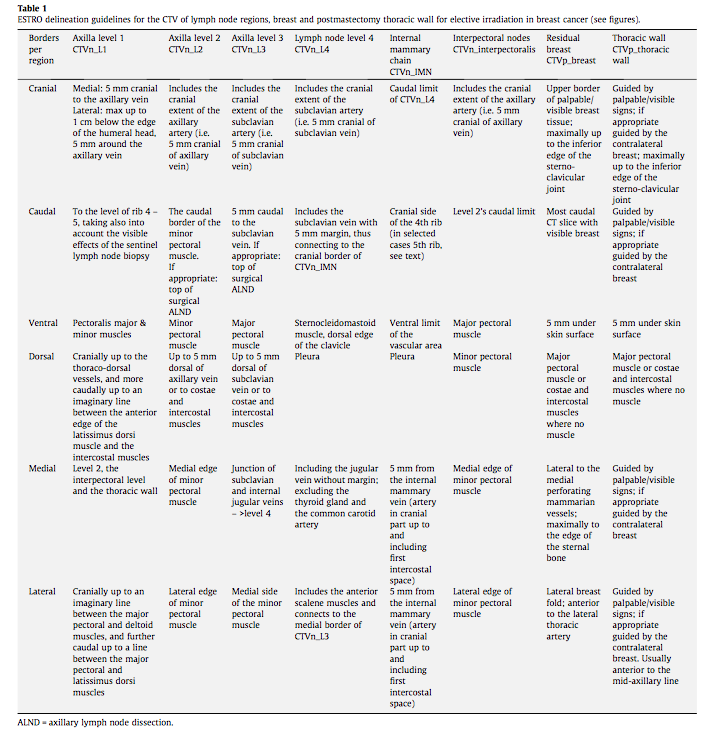 Table 1
ESTRO delineation guidelines for the CTV of lymph node regions, breast and postmastectomy thoracic wall for elective irradiation in breast cancer (see figures).
Borders
per
region
Axilla level 1
CTVn_L1
Axilla level 2
CTVn_L2
Axilla level 3
CTVn_L3
Lymph node level 4
CTVn_L4
Internal
mammary
chain
CTVn_IMN
Interpectoral nodes
CTVn_interpectoralis
Residual
breast
CTVp_breast
Thoracic wall
CTVp_thoracic
wall
Cranial
Medial: 5 mm cranial
to the axillary vein
Lateral: max up to
1 cm below the edge
of the humeral head,
5 mm around the
axillary vein
Includes the
cranial
extent of the
axillary
artery (i.e.
5 mm cranial
of axillary
vein)
Includes the
cranial
extent of the
subclavian
artery (i.e.
5 mm cranial
of subclavian
vein)
Includes the cranial
extent of the
subclavian artery
(i.e. 5 mm cranial of
subclavian vein)
Caudal limit
of CTVn_L4
Includes the cranial
extent of the axillary
artery (i.e. 5 mm
cranial of axillary
vein)
Upper border
of palpable/
visible breast
tissue;
maximally up
to the inferior
edge of the
sterno-
clavicular
joint
Guided by
palpable/visible
signs; if
appropriate
guided by the
contralateral
breast; maximally
up to the inferior
edge of the
sterno-clavicular
joint
Caudal
To the level of rib 4 –
5, taking also into
account the visible
effects of the sentinel
lymph node biopsy
The caudal
border of the
minor
pectoral
muscle.
If
appropriate:
top of
surgical
ALND
5 mm caudal
to the
subclavian
vein. If
appropriate:
top of
surgical
ALND
Includes the
subclavian vein with
5 mm margin, thus
connecting to the
cranial border of
CTVn_IMN
Cranial side
of the 4th rib
(in selected
cases 5th rib,
see text)
Level 2's caudal limit
Most caudal
CT slice with
visible breast
Guided by
palpable/visible
signs; if
appropriate
guided by the
contralateral
breast
Ventral
Pectoralis major &
minor muscles
Minor
pectoral
muscle
Major
pectoral
muscle
Sternocleidomastoid
muscle, dorsal edge
of the clavicle
Ventral limit
of the
vascular area
Major pectoral
muscle
5 mm under
skin surface
5 mm under skin
surface
Dorsal
Cranially up to the
thoraco-dorsal
vessels, and more
caudally up to an
imaginary line
between the anterior
edge of the
latissimus dorsi
muscle and the
intercostal muscles
Up to 5 mm
dorsal of
axillary vein
or to costae
and
intercostal
muscles
Up to 5 mm
dorsal of
subclavian
vein or to
costae and
intercostal
muscles
Pleura
Pleura
Minor pectoral
muscle
Major
pectoral
muscle or
costae and
intercostal
muscles
where no
muscle
Major pectoral
muscle or costae
and intercostal
muscles where no
muscle
Medial
Level 2, the
interpectoral level
and the thoracic wall
Medial edge
of minor
pectoral
muscle
Junction of
subclavian
and internal
jugular veins
– >level 4
Including the jugular
vein without margin;
excluding the
thyroid gland and
the common carotid
artery
5 mm from
the internal
mammary
vein (artery
in cranial
part up to
and
including
first
intercostal
space)
Medial edge of
minor pectoral
muscle
Lateral to the
medial
perforating
mammarian
vessels;
maximally to
the edge of
the sternal
bone
Guided by
palpable/visible
signs; if
appropriate
guided by the
contralateral
breast
Lateral
Cranially up to an
imaginary line
between the major
pectoral and deltoid
muscles, and further
caudal up to a line
between the major
pectoral and
latissimus dorsi
muscles
Lateral edge
of minor
pectoral
muscle
Medial side
of the minor
pectoral
muscle
Includes the anterior
scalene muscles and
connects to the
medial border of
CTVn_L3
5 mm from
the internal
mammary
vein (artery
in cranial
part up to
and
including
first
intercostal
space)
Lateral edge of
minor pectoral
muscle
Lateral breast
fold; anterior
to the lateral
thoracic
artery
Guided by
palpable/visible
signs; if
appropriate
guided by the
contralateral
breast. Usually
anterior to the
mid-axillary line
ALND = axillary lymph node dissection.